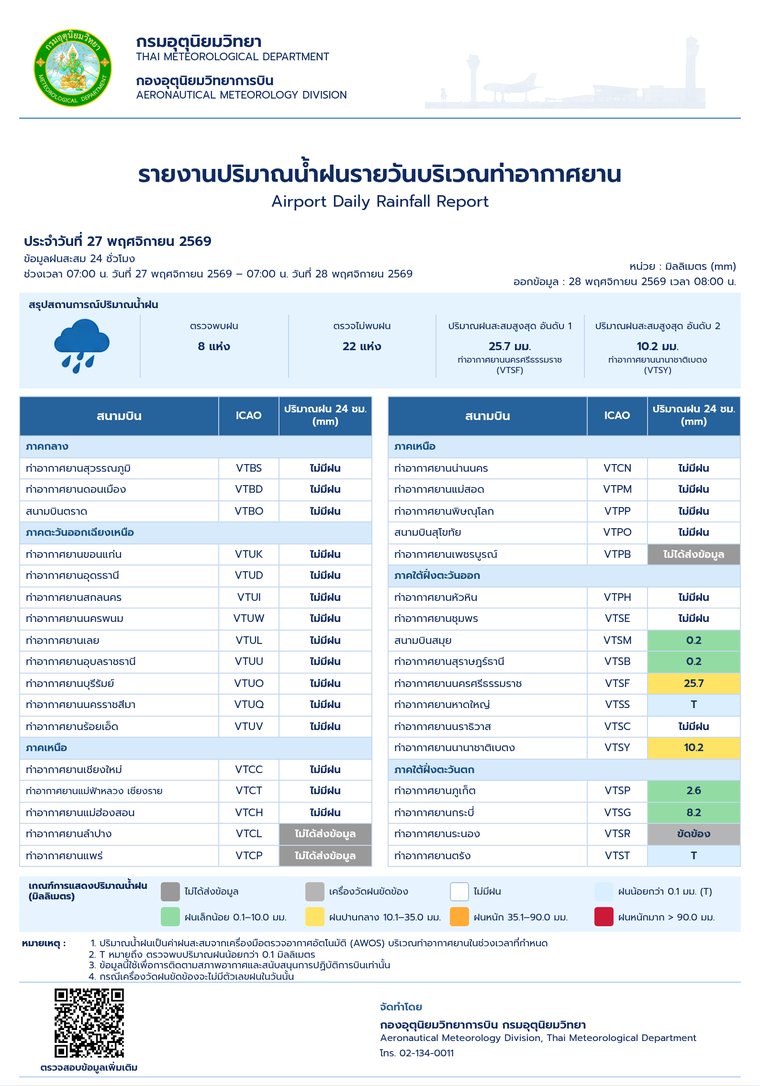 กรมอุตุนิยมวิทยา
METEOROLOGICAL DEPARTMENT
กรมอุตุนิยมวิทยา
THAI METEOROLOGICAL DEPARTMENT
กองอุตุนิยมวิทยาการบิน
AERONAUTICAL METEOROLOGY DIVISION
รายงานปริมาณน้ำฝนรายวันบริเวณท่าอากาศยาน
Airport Daily Rainfall Report
ประจำวันที่ 27 พฤศจิกายน 2569
ข้อมูลฝนสะสม 24 ชั่วโมง
ช่วงเวลา 07:00 น. วันที่ 27 พฤศจิกายน 2569 – 07:00 น. วันที่ 28 พฤศจิกายน 2569
หน่วย : มิลลิเมตร (mm)
ออกข้อมูล : 28 พฤศจิกายน 2569 เวลา 08:00 น.
สรุปสถานการณ์ปริมาณน้ำฝน
ตรวจพบฝน
8 แห่ง
ตรวจไม่พบฝน
22 แห่ง
ปริมาณฝนสะสมสูงสุด อันดับ 1
25.7 มม.
ท่าอากาศยานนครศรีธรรมราช
(VTSF)
ปริมาณฝนสะสมสูงสุด อันดับ 2
10.2 มม.
ท่าอากาศยานนานาชาติเบตง
(VTSY)
สนามบิน ICAO ปริมาณฝน 24 ชม. (mm)
ภาคกลาง
ท่าอากาศยานสุวรรณภูมิ VTBS ไม่มีฝน
ท่าอากาศยานดอนเมือง VTBD ไม่มีฝน
สนามบินตราด VTBO ไม่มีฝน
ภาคตะวันออกเฉียงเหนือ
ท่าอากาศยานขอนแก่น VTUK ไม่มีฝน
ท่าอากาศยานอุดรธานี VTUD ไม่มีฝน
ท่าอากาศยานสกลนคร VTUI ไม่มีฝน
ท่าอากาศยานนครพนม VTUW ไม่มีฝน
ท่าอากาศยานเลย VTUL ไม่มีฝน
ท่าอากาศยานอุบลราชธานี VTUU ไม่มีฝน
ท่าอากาศยานบุรีรัมย์ VTUO ไม่มีฝน
ท่าอากาศยานนครราชสีมา VTUQ ไม่มีฝน
ท่าอากาศยานร้อยเอ็ด VTUV ไม่มีฝน
ภาคเหนือ
ท่าอากาศยานเชียงใหม่ VTCC ไม่มีฝน
ท่าอากาศยานแม่ฟ้าหลวง เชียงราย VTCT ไม่มีฝน
ท่าอากาศยานแม่ฮ่องสอน VTCH ไม่มีฝน
ท่าอากาศยานลำปาง VTCL ไม่ได้ส่งข้อมูล
ท่าอากาศยานแพร่ VTCP ไม่ได้ส่งข้อมูล
สนามบิน ICAO ปริมาณฝน 24 ชม. (mm)
ภาคเหนือ
ท่าอากาศยานน่านนคร VTCN ไม่มีฝน
ท่าอากาศยานแม่สอด VTPM ไม่มีฝน
ท่าอากาศยานพิษณุโลก VTPP ไม่มีฝน
สนามบินสุโขทัย VTPO ไม่มีฝน
ท่าอากาศยานเพชรบูรณ์ VTPB ไม่ได้ส่งข้อมูล
ภาคใต้ฝั่งตะวันออก
ท่าอากาศยานหัวหิน VTPH ไม่มีฝน
ท่าอากาศยานชุมพร VTSE ไม่มีฝน
สนามบินสมุย VTSM 0.2
ท่าอากาศยานสุราษฎร์ธานี VTSB 0.2
ท่าอากาศยานนครศรีธรรมราช VTSF 25.7
ท่าอากาศยานหาดใหญ่ VTSS T
ท่าอากาศยานนราธิวาส VTSC ไม่มีฝน
ท่าอากาศยานนานาชาติเบตง VTSY 10.2
ภาคใต้ฝั่งตะวันตก
ท่าอากาศยานภูเก็ต VTSP 2.6
ท่าอากาศยานกระบี่ VTSG 8.2
ท่าอากาศยานระนอง VTSR ขัดข้อง
ท่าอากาศยานตรัง VTST T
เกณฑ์การแสดงปริมาณน้ำฝน
(มิลลิเมตร)
ไม่ได้ส่งข้อมูล เครื่องวัดฝนขัดข้อง ไม่มีฝน ฝนน้อยกว่า 0.1 มม. (T)
ฝนเล็กน้อย 0.1–10.0 มม. ฝนปานกลาง 10.1–35.0 มม. ฝนหนัก 35.1–90.0 มม. ฝนหนักมาก > 90.0 มม.
หมายเหตุ : 1. ปริมาณน้ำฝนเป็นค่าฝนสะสมจากเครื่องมือตรวจอากาศอัตโนมัติ (AWOS) บริเวณท่าอากาศยานในช่วงเวลาที่กำหนด
2. T หมายถึง ตรวจพบปริมาณฝนน้อยกว่า 0.1 มิลลิเมตร
3. ข้อมูลนี้ใช้เพื่อการติดตามสภาพอากาศและสนับสนุนการปฏิบัติการบินเท่านั้น
4. กรณีเครื่องวัดฝนขัดข้องจะไม่มีตัวเลขฝนในวันนั้น
ตรวจสอบข้อมูลเพิ่มเติม
จัดทำโดย
กองอุตุนิยมวิทยาการบิน กรมอุตุนิยมวิทยา
Aeronautical Meteorology Division, Thai Meteorological Department
โทร. 02-134-0011